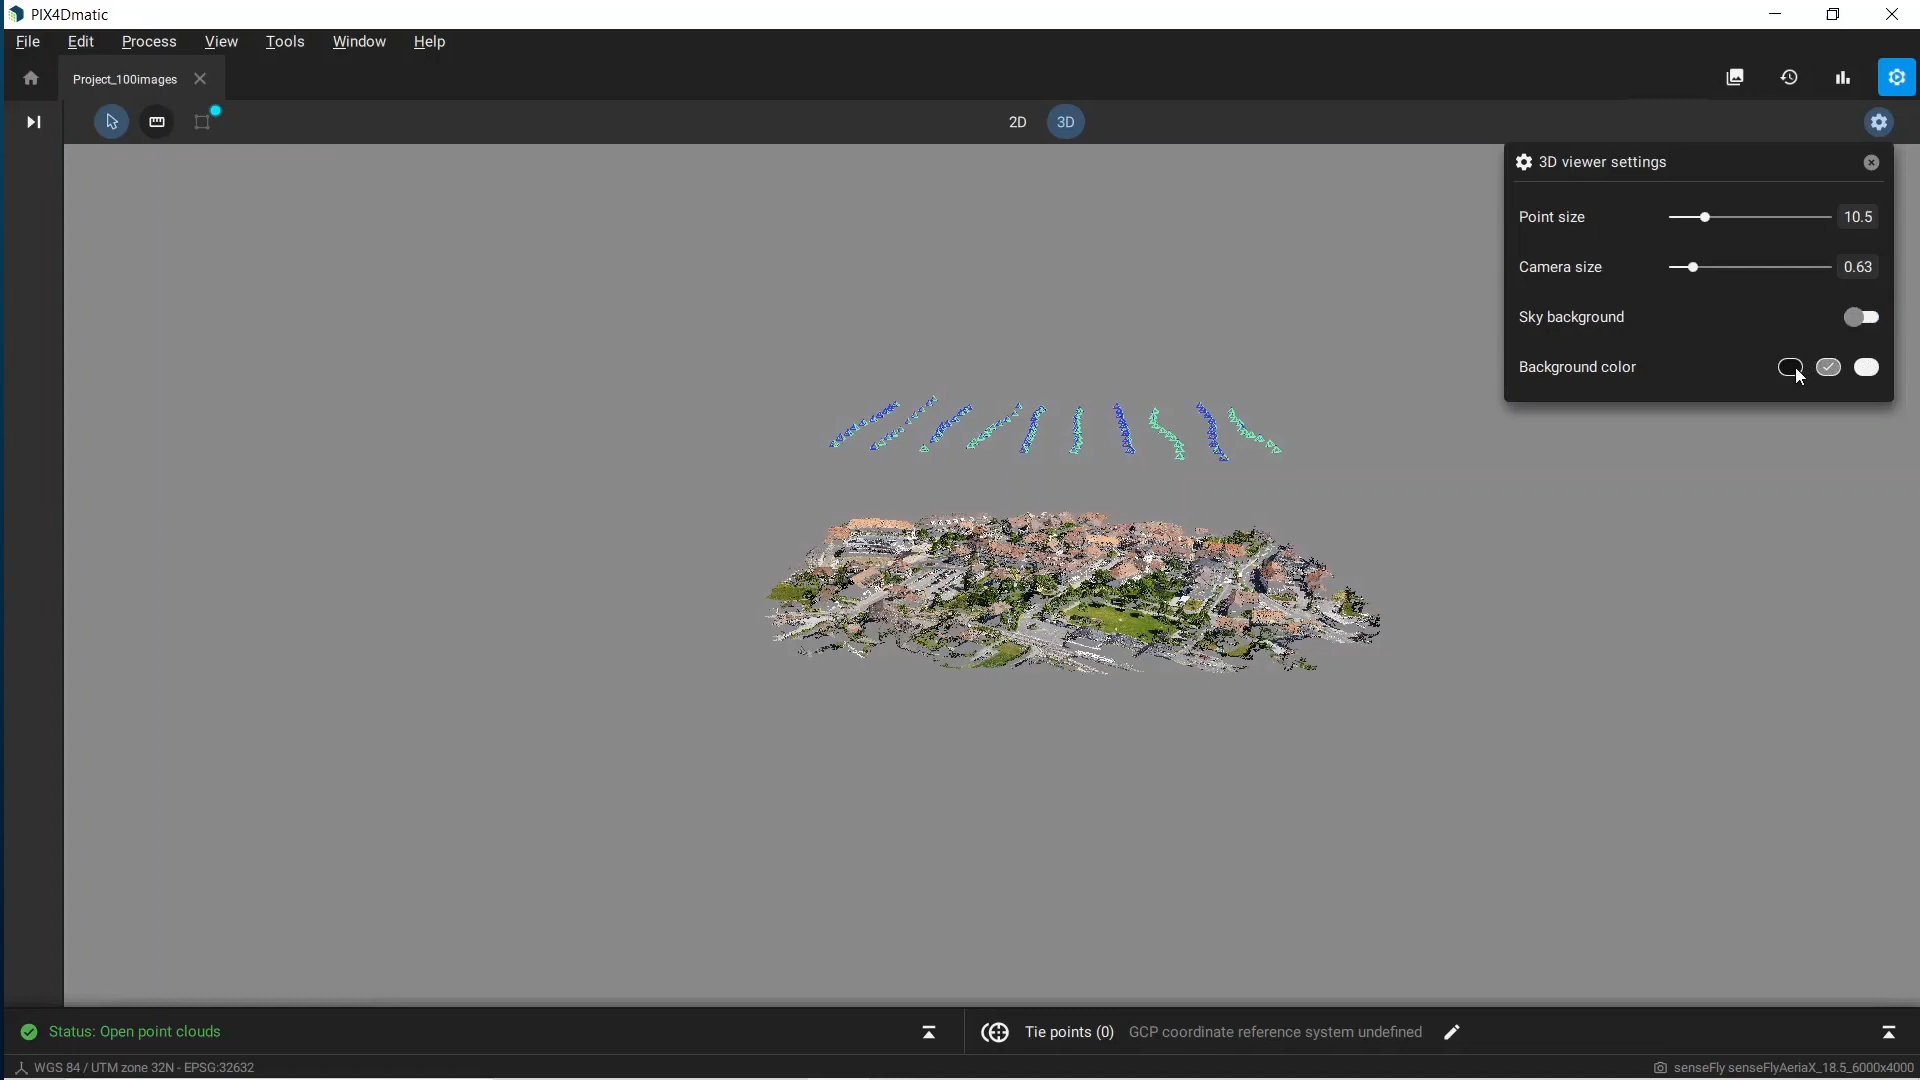 PIX4Dmatic
File Edit Process View Tools Window Help
Project_100images
2D 3D
3D viewer settings
Point size 10.5
Camera size 0.63
Sky background
Background color
Status: Open point clouds
Tie points (0) GCP coordinate reference system undefined
WGS 84 / UTM zone 32N - EPSG:32632
senseFly senseFlyAeriaX_18.5_6000x4000